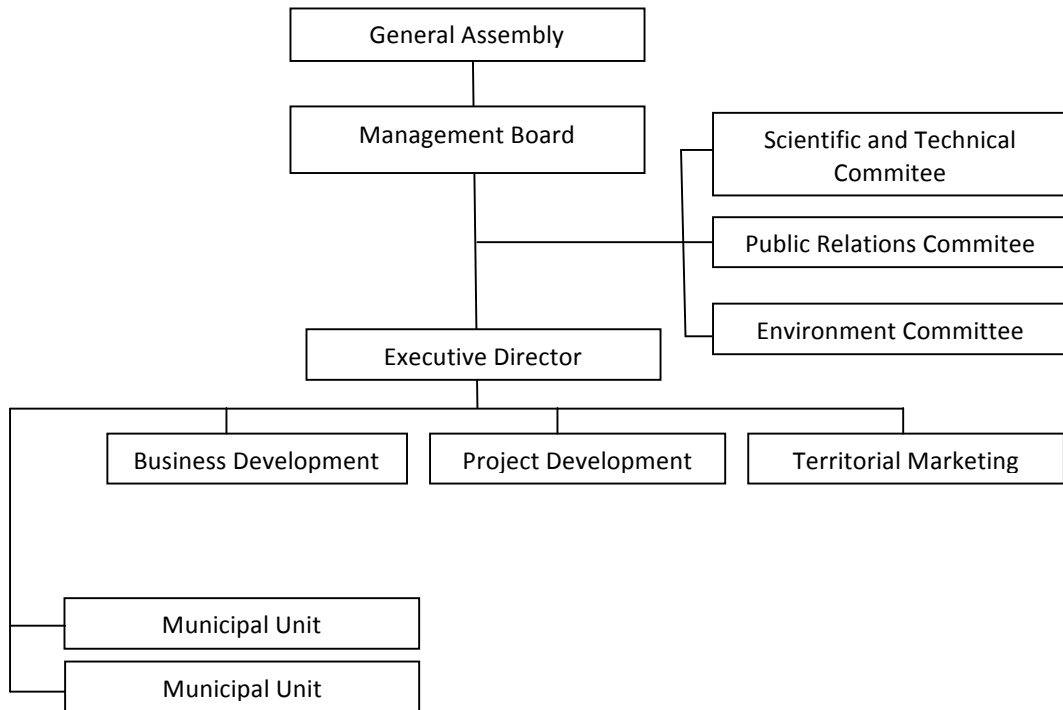 General Assembly
Management Board
Scientific and Technical
Commitee
Public Relations Commitee
Environment Committee
Executive Director
Business Development
Project Development
Territorial Marketing
Municipal Unit
Municipal Unit